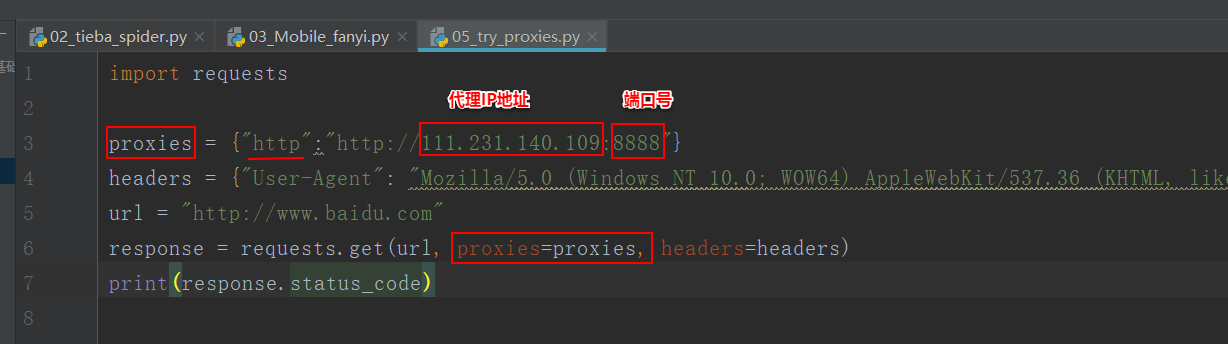 02_tieba_spider.py × 03_Mobile_fanyi.py × 05_try_proxies.py ×
基础
1 import requests
代理IP地址 端口号
2
3 proxies = {"http":"http://111.231.140.109:8888"}
4 headers = {"User-Agent": "Mozilla/5.0 (Windows NT 10.0; WOW64) AppleWebKit/537.36 (KHTML, like
5 url = "http://www.baidu.com"
6 response = requests.get(url, proxies=proxies, headers=headers)
7 print(response.status_code)
8